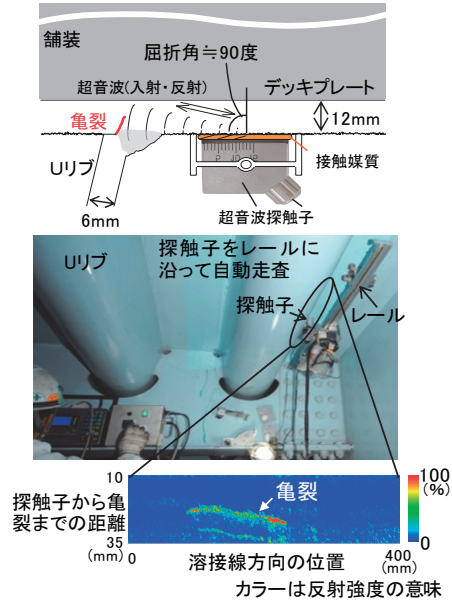 舗装
屈折角≒90度
超音波(入射・反射)
デッキプレート
亀裂
12mm
Uリブ
接触媒質
超音波探触子
6mm
Uリブ
探触子をレールに
沿って自動走査
探触子
レール
10
探触子から亀
裂までの距離
35
(mm)
亀裂
100
(%)
0
0
溶接線方向の位置
400
(mm)
カラーは反射強度の意味